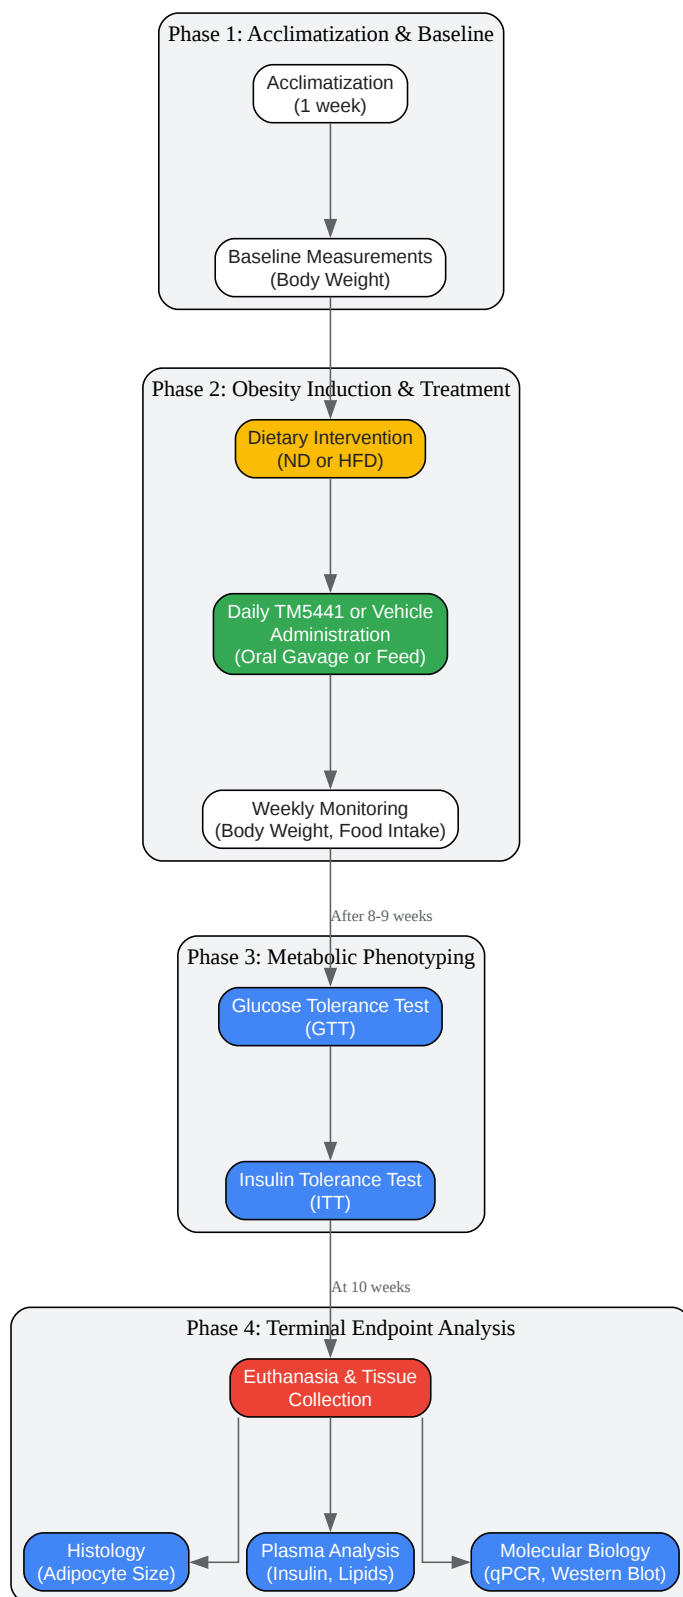 Phase 1: Acclimatization & Baseline
Acclimatization
(1 week)
Baseline Measurements
(Body Weight)
Phase 2: Obesity Induction & Treatment
Dietary Intervention
(ND or HFD)
Daily TM5441 or Vehicle
Administration
(Oral Gavage or Feed)
Weekly Monitoring
(Body Weight, Food Intake)
After 8-9 weeks
Phase 3: Metabolic Phenotyping
Glucose Tolerance Test
(GTT)
Insulin Tolerance Test
(ITT)
At 10 weeks
Phase 4: Terminal Endpoint Analysis
Euthanasia & Tissue
Collection
Histology
(Adipocyte Size)
Plasma Analysis
(Insulin, Lipids)
Molecular Biology
(qPCR, Western Blot)